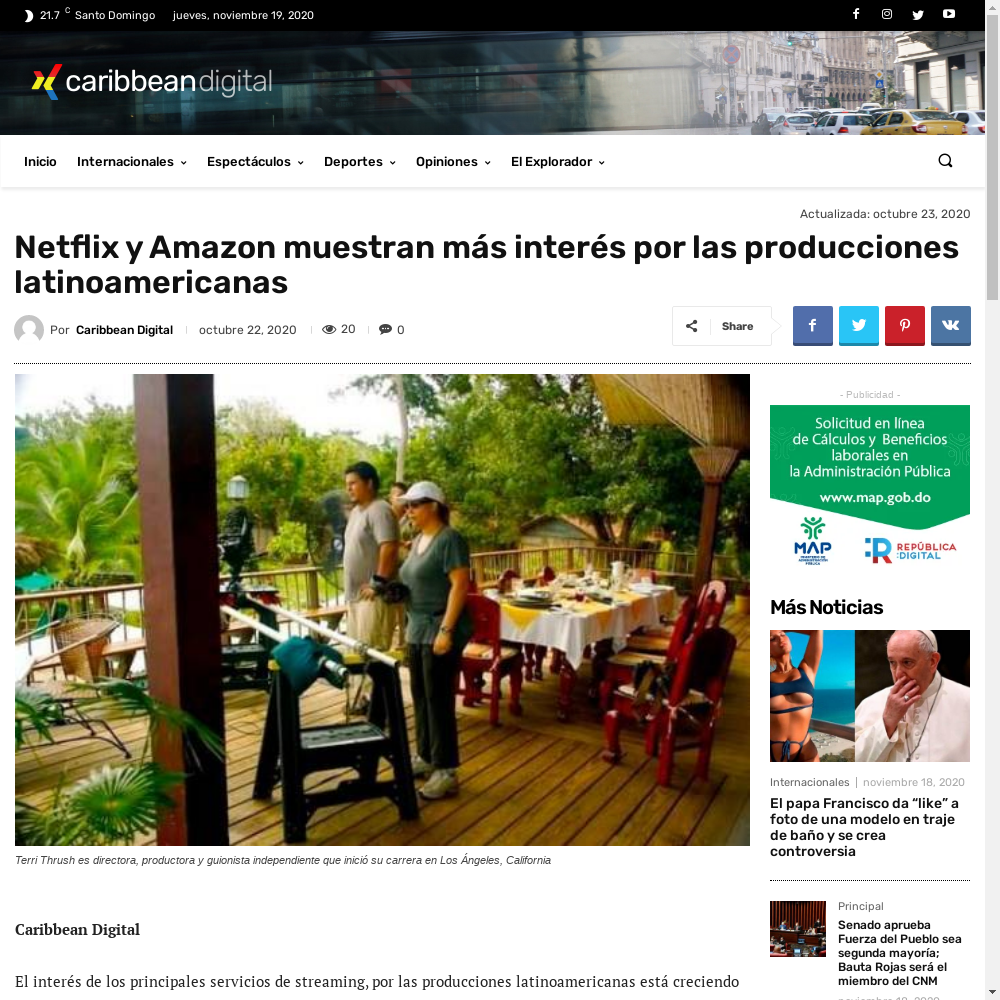 21.7 C Santo Domingo jueves, noviembre 19, 2020
caribbeandigital
Inicio Internacionales Espectáculos Deportes Opiniones El Explorador
Actualizada: octubre 23, 2020
Netflix y Amazon muestran más interés por las producciones
latinoamericanas
Por Caribbean Digital octubre 22, 2020 20 0
Share
Terri Thrush es directora, productora y guionista independiente que inició su carrera en Los Ángeles, California
Caribbean Digital
El interés de los principales servicios de streaming, por las producciones latinoamericanas está creciendo
- Publicidad -
Solicitud en línea
de Cálculos y Beneficios
laborales en
la Administración Pública
www.map.gob.do
MAP
MINISTERIO DE
ADMINISTRACIÓN
PÚBLICA
REPÚBLICA
DIGITAL
Más Noticias
Internacionales noviembre 18, 2020
El papa Francisco da “like” a
foto de una modelo en traje
de baño y se crea
controversia
Principal
Senado aprueba
Fuerza del Pueblo sea
segunda mayoría;
Bauta Rojas será el
miembro del CNM